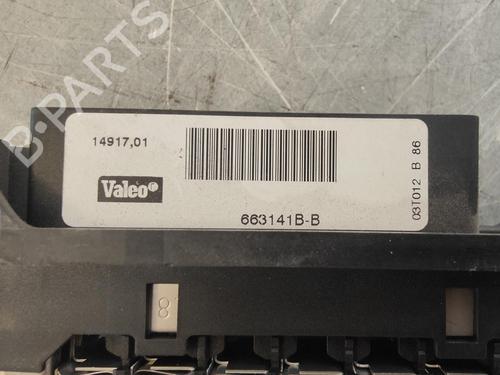 B-PARTS
14917,01
Valeo
663141B-B
03T012 B 86
8